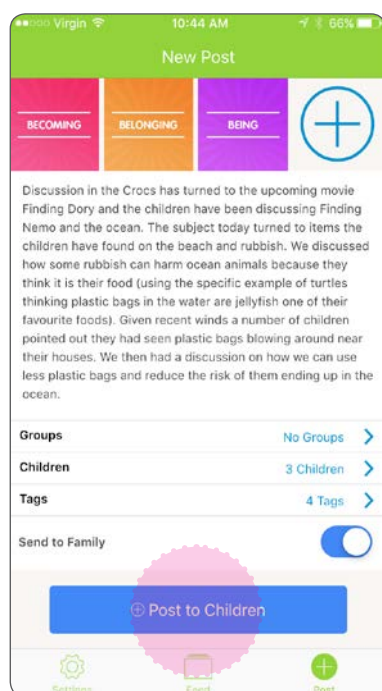 Virgin 10:44 AM 66%
New Post
BECOMING BELONGING BEING
Discussion in the Crocs has turned to the upcoming movie
Finding Dory and the children have been discussing Finding
Nemo and the ocean. The subject today turned to items the
children have found on the beach and rubbish. We discussed
how some rubbish can harm ocean animals because they
think it is their food (using the specific example of turtles
thinking plastic bags in the water are jellyfish one of their
favourite foods). Given recent winds a number of children
pointed out they had seen plastic bags blowing around near
their houses. We then had a discussion on how we can use
less plastic bags and reduce the risk of them ending up in the
ocean.
Groups No Groups
Children 3 Children
Tags 4 Tags
Send to Family
Post to Children
Settings Feed Post